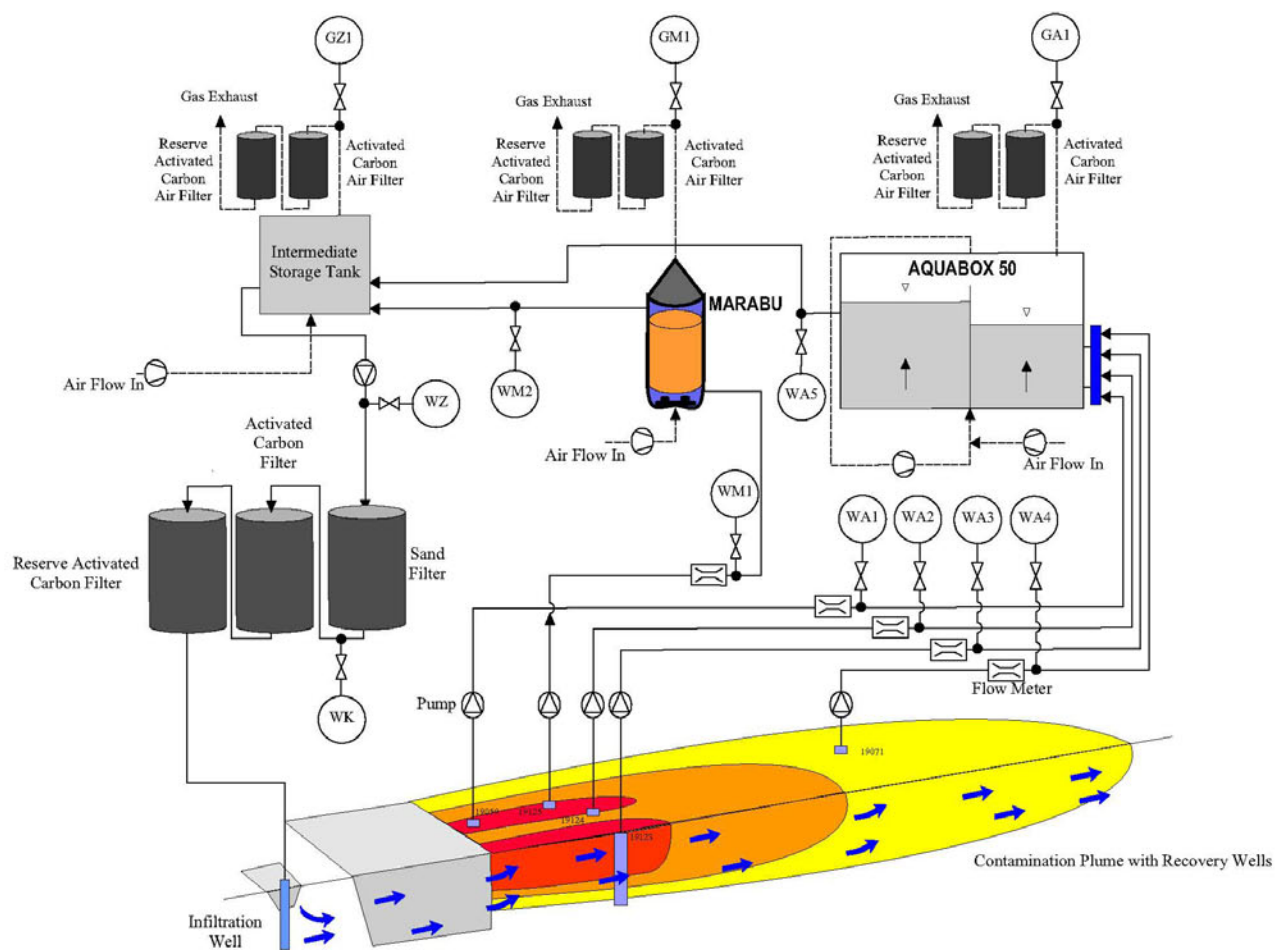 GZ1
GM1
GA1
Gas Exhaust
Reserve
Activated
Carbon
Air Filter
Activated
Carbon
Air Filter
Gas Exhaust
Reserve
Activated
Carbon
Air Filter
Activated
Carbon
Air Filter
Gas Exhaust
Reserve
Activated
Carbon
Air Filter
Activated
Carbon
Air Filter
Intermediate
Storage Tank
MARABU
AQUABOX 50
Air Flow In
WZ
WM2
WA5
Air Flow In
Air Flow In
Activated
Carbon
Filter
WM1
WA1
WA2
WA3
WA4
Reserve Activated
Carbon Filter
Sand
Filter
WK
Pump
Flow Meter
19071
19059
19125
19124
19123
Contamination Plume with Recovery Wells
Infiltration
Well